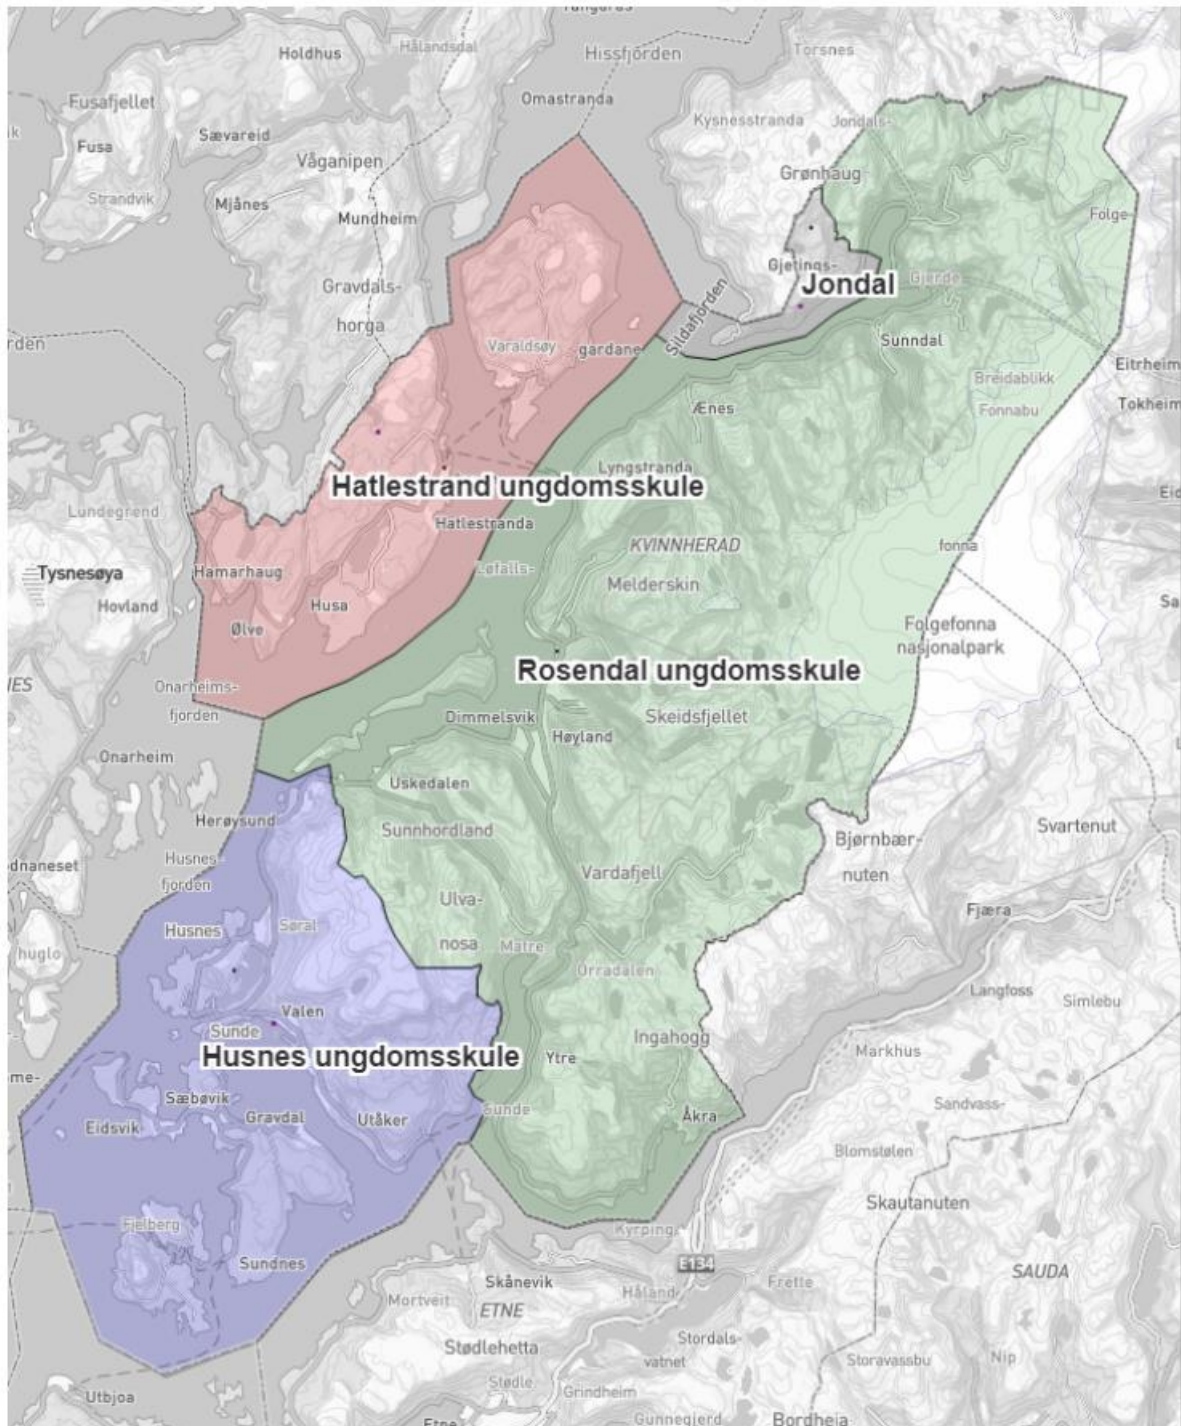 Holdhus
Hålandsdal
Hissfjorden
Torsnes
Omastranda
Fusafjellet
Kysnesstranda
Jondals-
Fusa
Sævareid
Våganipen
Grønhaug
Strandvik
Mjånes
Mundheim
Folge-
Gjetings-
Gravdals-
Jondal
Gjerde
horga
Sildafjorden
rden
Varaldsøy
gardane
Sunndal
Eitrheim
Breidablikk
Ænes
Fonnabu
Tokheim
Lyngstranda
Hatlestrand ungdomsskule
Lundegrend
Hatlestranda
KVINNHERAD
fonna
Tysnesøya
Hamarhaug
Løfalls-
Melderskin
Hovland
Husa
Folgefonna
Ølve
nasjonalpark
Rosendal ungdomsskule
Onarheims-
fjorden
Dimmelsvik
Skeidsfjellet
Høyland
Onarheim
Uskedalen
Herøysund
Sunnhordland
Svartenut
Bjørnbær-
Husnes-
nuten
dnaneset
fjorden
Vardafjell
Ulva-
Fjæra
Husnes
Søral
nosa
Matre
huglo
Orradalen
Langfoss
Simlebu
Valen
Sunde
Ingahogg
Husnes ungdomsskule
Ytre
Markhus
me-
Sæbøvik
Sandvass-
Sunde
Gravdal
Utåker
Åkra
Eidsvik
Blomstølen
Skautanuten
Fjelberg
Kyrping
Sundnes
E134
SAUDA
Skånevik
Håland
Frette
Mortveit
ETNE
Stødlehetta
Stordals-
vatnet
Storavassbu
Nip
Stødle
Grindheim
Utbjoa
Etne
Gunnegjerd
Bordheia